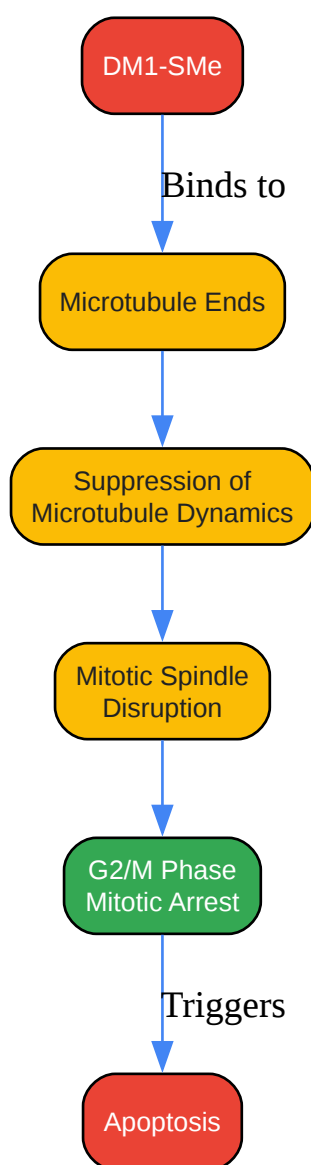 DM1-SMe
Binds to
Microtubule Ends
Suppression of
Microtubule Dynamics
Mitotic Spindle
Disruption
G2/M Phase
Mitotic Arrest
Triggers
Apoptosis